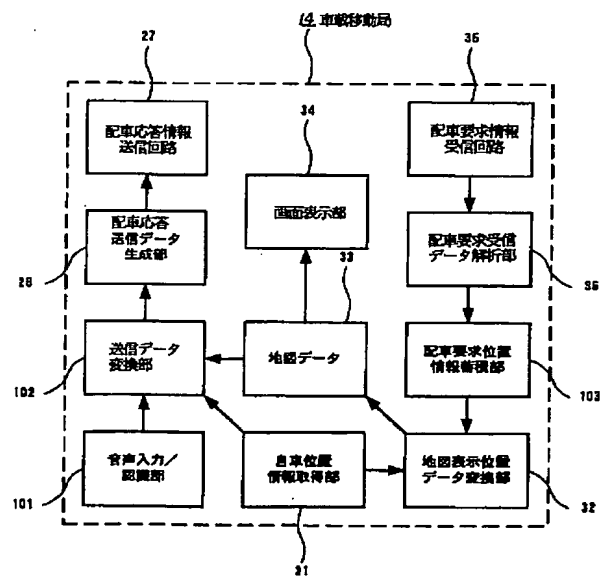 14 車載移動局
27
36
34
配車応答情報
送信回路
配車要求情報
受信回路
画面表示部
配車応答
送信データ
生成部
配車要求受信
データ解析部
33
28
送信データ
変換部
地図データ
配車要求位置
情報蓄積部
102
103
音声入力/
認識部
自車位置
情報取得部
地図表示位置
データ変換部
101
32
31